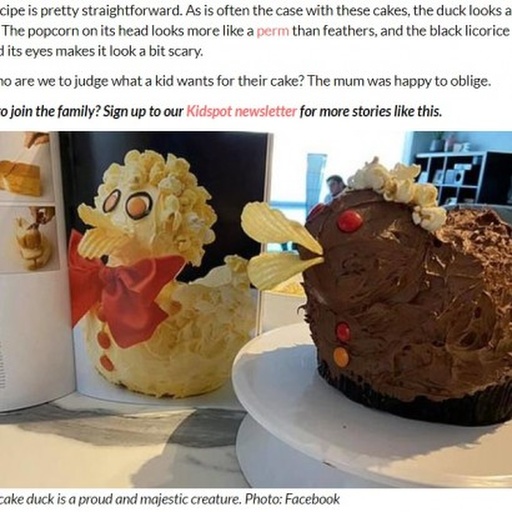 cipe is pretty straightforward. As is often the case with these cakes, the duck looks a
The popcorn on its head looks more like a perm than feathers, and the black licorice
d its eyes makes it look a bit scary.
ho are we to judge what a kid wants for their cake? The mum was happy to oblige.
o join the family? Sign up to our Kidspot newsletter for more stories like this.
cake duck is a proud and majestic creature. Photo: Facebook